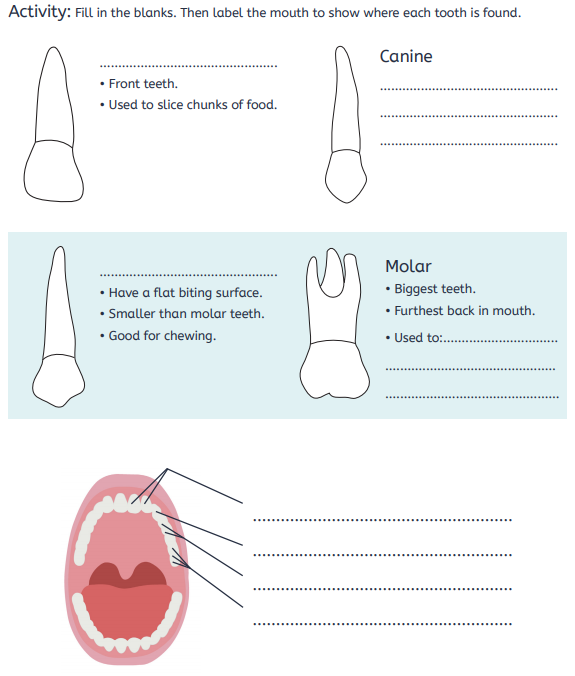 Activity: Fill in the blanks. Then label the mouth to show where each tooth is found.
• Front teeth.
• Used to slice chunks of food.
Canine
• Have a flat biting surface.
• Smaller than molar teeth.
• Good for chewing.
Molar
• Biggest teeth.
• Furthest back in mouth.
• Used to: